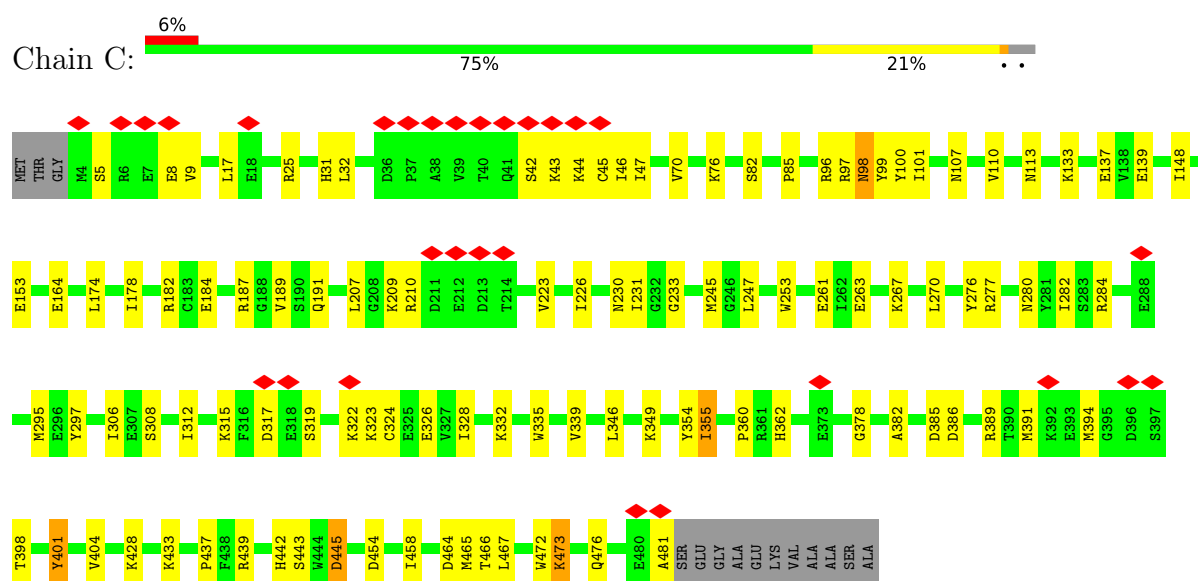 6%
Chain C:
75% 21% • •
MET THR GLY M4 S5 R6 E7 E8 V9 L17 E18 R25 H31 L32 D36 P37 A38 V39 T40 Q41 S42 K43 K44 C45 I46 I47 V70 K76 S82 P85 R96 R97 N98 Y99 Y100 I101 N107 V110 N113 K133 E137 V138 E139 I148
E153 E164 L174 I178 R182 C183 E184 R187 G188 V189 S190 Q191 L207 G208 K209 R210 D211 E212 D213 T214 V223 I226 N230 I231 G232 G233 M245 G246 L247 W253 E261 I262 E263 K267 L270 Y276 R277 N280 Y281 I282 S283 R284 E288
M295 E296 Y297 I306 E307 S308 I312 K315 F316 D317 E318 S319 K322 K323 C324 E325 E326 V327 I328 K332 W335 V339 L346 K349 Y354 I355 P360 R361 H362 E373 G378 A382 D385 D386 R389 T390 M391 K392 E393 M394 G395 D396 S397
T398 Y401 V404 K428 K433 P437 F438 R439 H442 S443 W444 D445 D454 I458 D464 M465 T466 L467 W472 K473 Q476 E480 A481 SER GLU GLY ALA GLU LYS VAL ALA ALA SER ALA